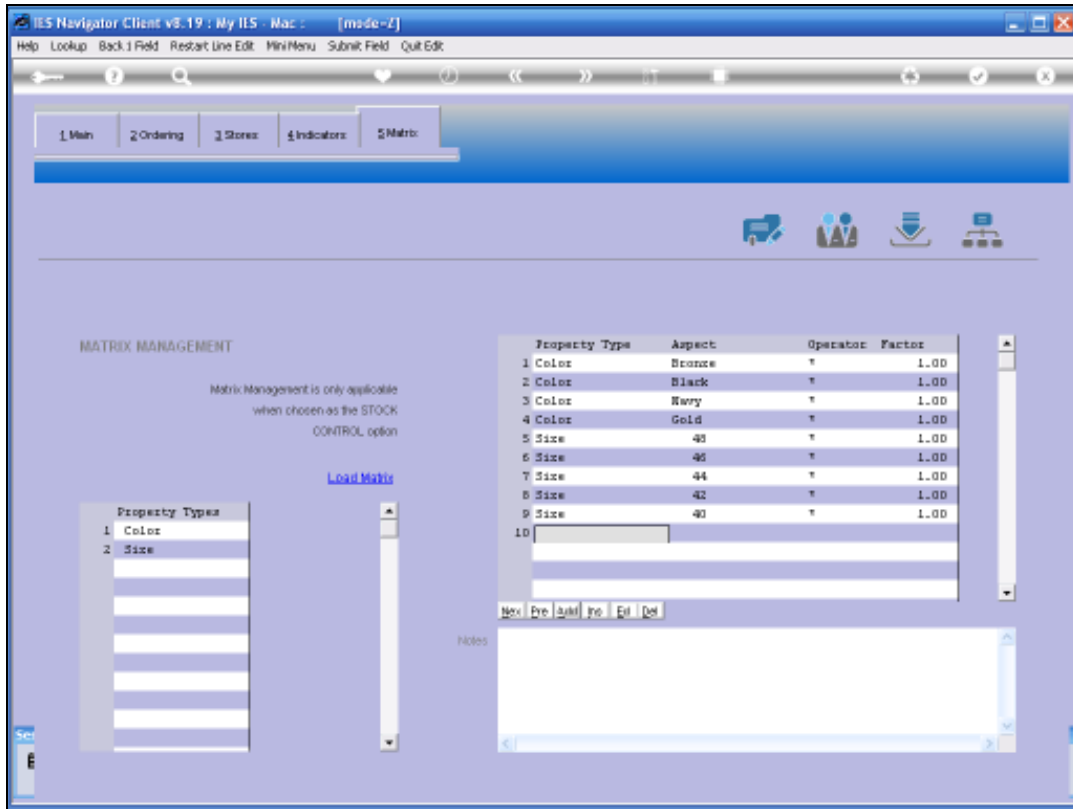 IES Navigator Client v8.19 : My IES - Mac : [mode=Z]
Help Lookup Back 1 Field Restart Line Edit MiniMenu Submit Field Quit Edit
1 Main 2 Ordering 3 Stores 4 Indicators 5 Matrix
MATRIX MANAGEMENT
Matrix Management is only applicable
when chosen as the STOCK
CONTROL option
Load Matrix
Property Types
1 Color
2 Size
Property Type Aspect Operator Factor
1 Color Bronze * 1.00
2 Color Black * 1.00
3 Color Navy * 1.00
4 Color Gold * 1.00
5 Size 48 * 1.00
6 Size 46 * 1.00
7 Size 44 * 1.00
8 Size 42 * 1.00
9 Size 40 * 1.00
10
Nex Pre Add Ins Ed Del
Notes